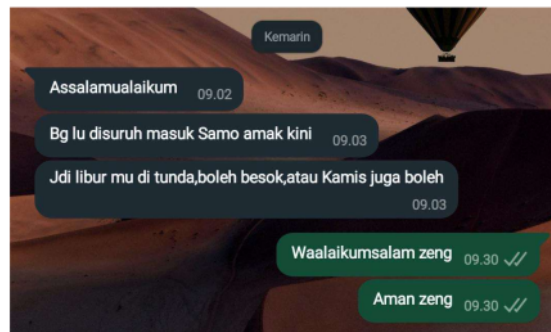 Kemarin
Assalamualaikum 09.02
Bg lu disuruh masuk Samo amak kini 09.03
Jdi libur mu di tunda,boleh besok,atau Kamis juga boleh
09.03
Waalaikumsalam zeng 09.30
Aman zeng 09.30